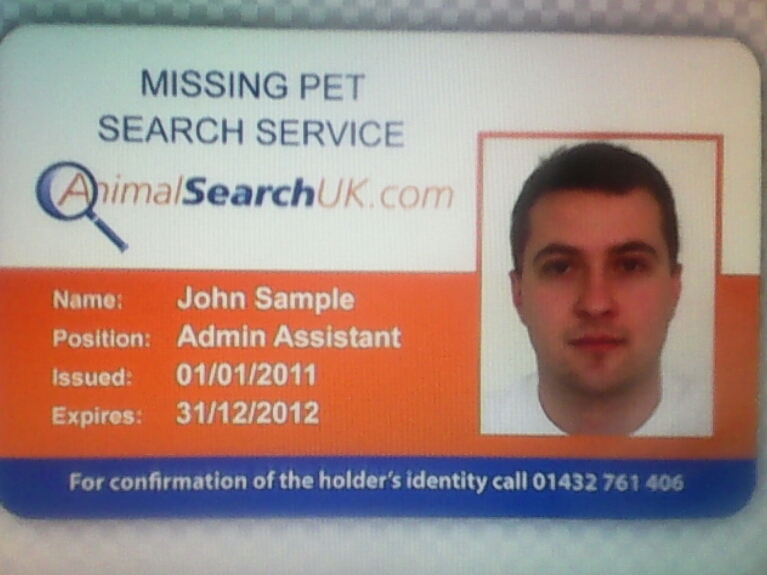 MISSING PET
SEARCH SERVICE
AnimalSearchUK.com
Name: John Sample
Position: Admin Assistant
Issued: 01/01/2011
Expires: 31/12/2012
For confirmation of the holder's identity call 01432 761 406